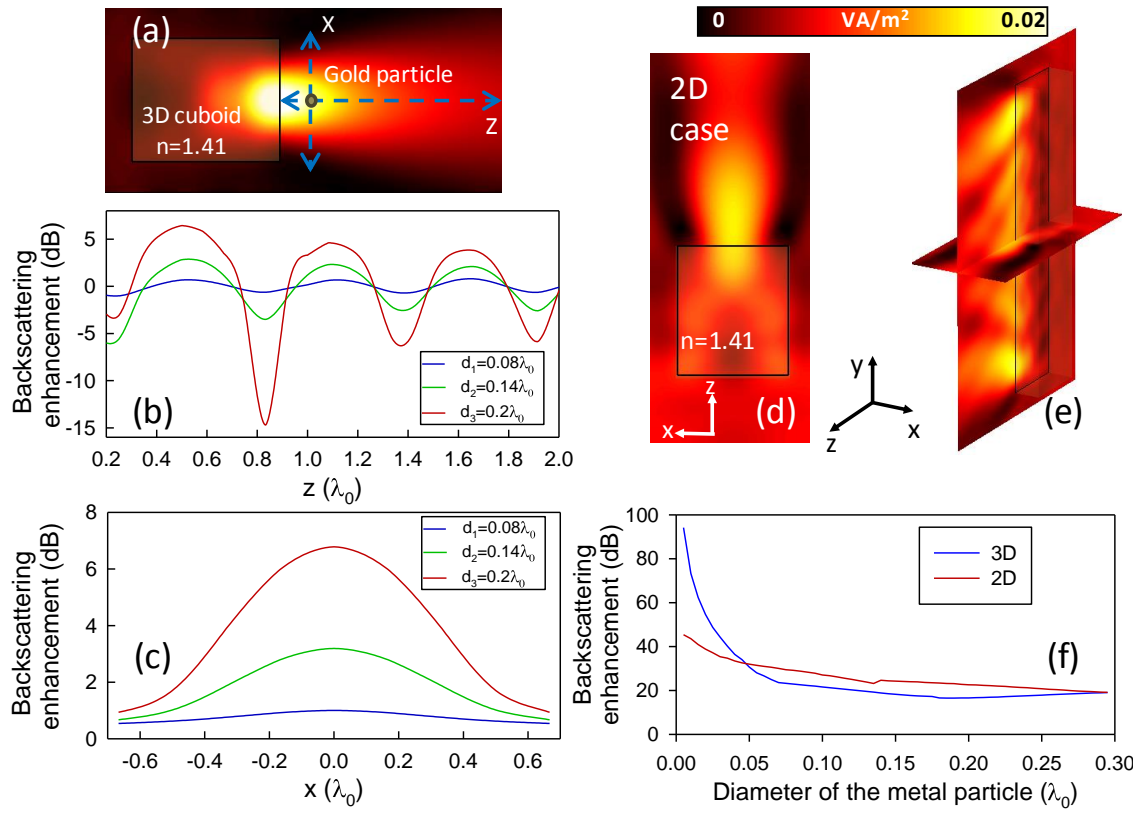 (a)
X
Gold particle
3D cuboid
n=1.41
Z
0 VA/m² 0.02
2D
case
n=1.41
z
x
(d)
y
z
x
(e)
Backscattering
enhancement (dB)
5
0
-5
-10
-15
(b)
d₁=0.08λ₀
d₂=0.14λ₀
d₃=0.2λ₀
0.2 0.4 0.6 0.8 1.0 1.2 1.4 1.6 1.8 2.0
z (λ₀)
Backscattering
enhancement (dB)
8
6
4
2
0
(c)
d₁=0.08λ₀
d₂=0.14λ₀
d₃=0.2λ₀
-0.6 -0.4 -0.2 0.0 0.2 0.4 0.6
x (λ₀)
Backscattering
enhancement (dB)
100
80
60
40
20
0
3D
2D
(f)
0.00 0.05 0.10 0.15 0.20 0.25 0.30
Diameter of the metal particle (λ₀)